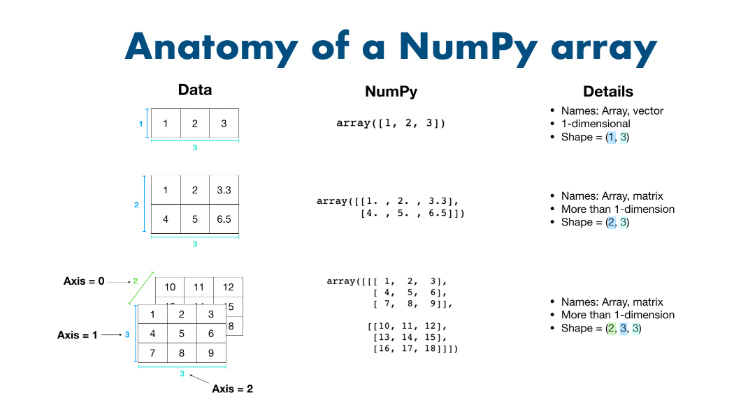 Anatomy of a NumPy array
Data
NumPy
Details
1
1 2 3
3
array([1, 2, 3])
• Names: Array, vector
• 1-dimensional
• Shape = (1, 3)
2
1 2 3.3
4 5 6.5
3
array([[1. , 2. , 3.3],
[4. , 5. , 6.5]])
• Names: Array, matrix
• More than 1-dimension
• Shape = (2, 3)
Axis = 0
2
10 11 12
5
8
Axis = 1
3
1 2 3
4 5 6
7 8 9
3
Axis = 2
array([[[ 1, 2, 3],
[ 4, 5, 6],
[ 7, 8, 9]],
[[10, 11, 12],
[13, 14, 15],
[16, 17, 18]]])
• Names: Array, matrix
• More than 1-dimension
• Shape = (2, 3, 3)